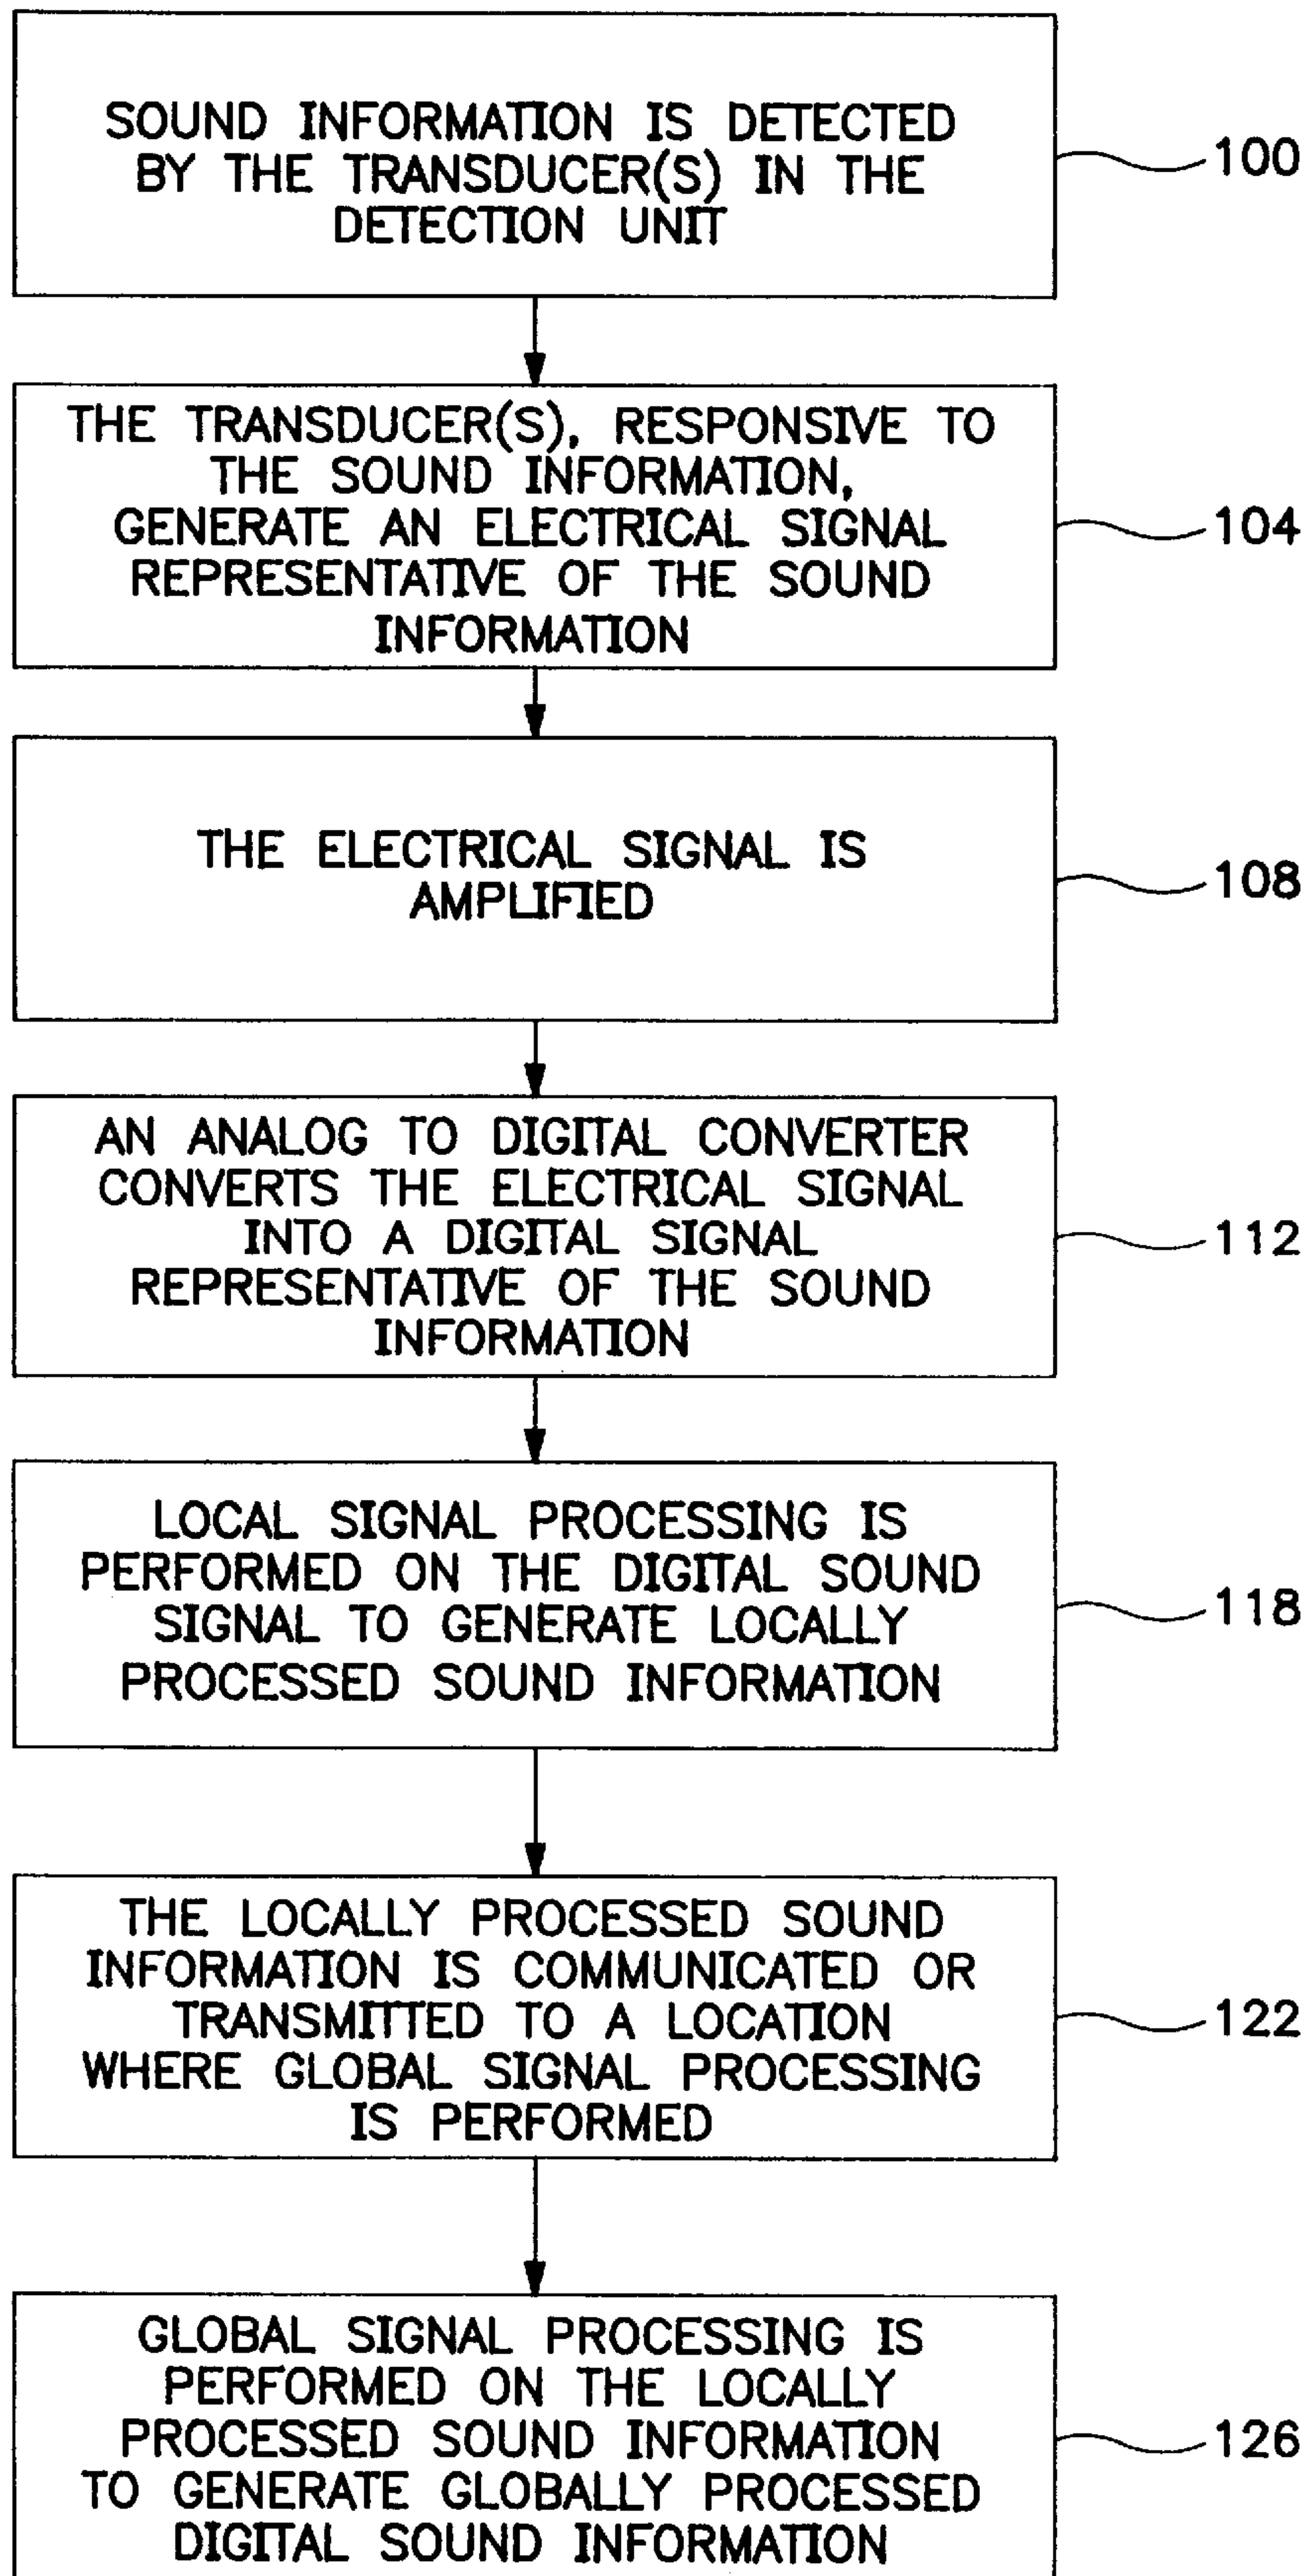 SOUND INFORMATION IS DETECTED
BY THE TRANSDUCER(S) IN THE
DETECTION UNIT
100
THE TRANSDUCER(S), RESPONSIVE TO
THE SOUND INFORMATION,
GENERATE AN ELECTRICAL SIGNAL
REPRESENTATIVE OF THE SOUND
INFORMATION
104
THE ELECTRICAL SIGNAL IS
AMPLIFIED
108
AN ANALOG TO DIGITAL CONVERTER
CONVERTS THE ELECTRICAL SIGNAL
INTO A DIGITAL SIGNAL
REPRESENTATIVE OF THE SOUND
INFORMATION
112
LOCAL SIGNAL PROCESSING IS
PERFORMED ON THE DIGITAL SOUND
SIGNAL TO GENERATE LOCALLY
PROCESSED SOUND INFORMATION
118
THE LOCALLY PROCESSED SOUND
INFORMATION IS COMMUNICATED OR
TRANSMITTED TO A LOCATION
WHERE GLOBAL SIGNAL PROCESSING
IS PERFORMED
122
GLOBAL SIGNAL PROCESSING IS
PERFORMED ON THE LOCALLY
PROCESSED SOUND INFORMATION
TO GENERATE GLOBALLY PROCESSED
DIGITAL SOUND INFORMATION
126